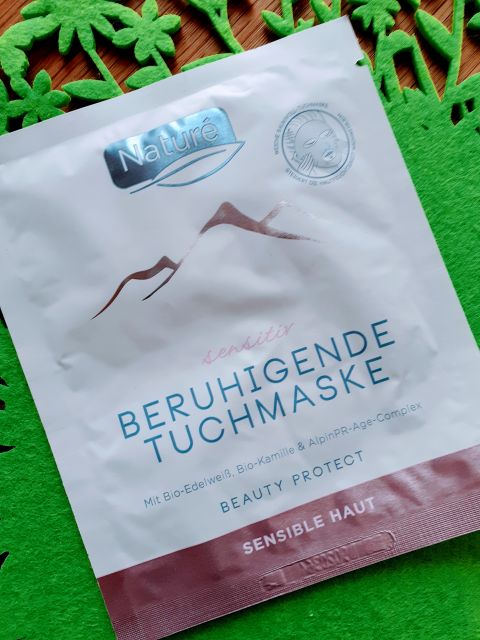 Naturé
sensitiv
BERUHIGENDE
TUCHMASKE
Mit Bio-Edelweiß, Bio-Kamille & AlpinPR-Age-Complex
BEAUTY PROTECT
SENSIBLE HAUT